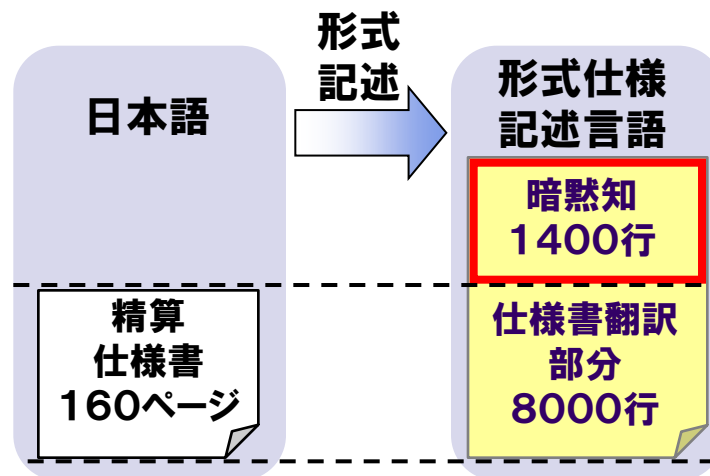 日本語
精算
仕様書
160ページ
形式
記述
形式仕様
記述言語
暗黙知
1400行
仕様書翻訳
部分
8000行